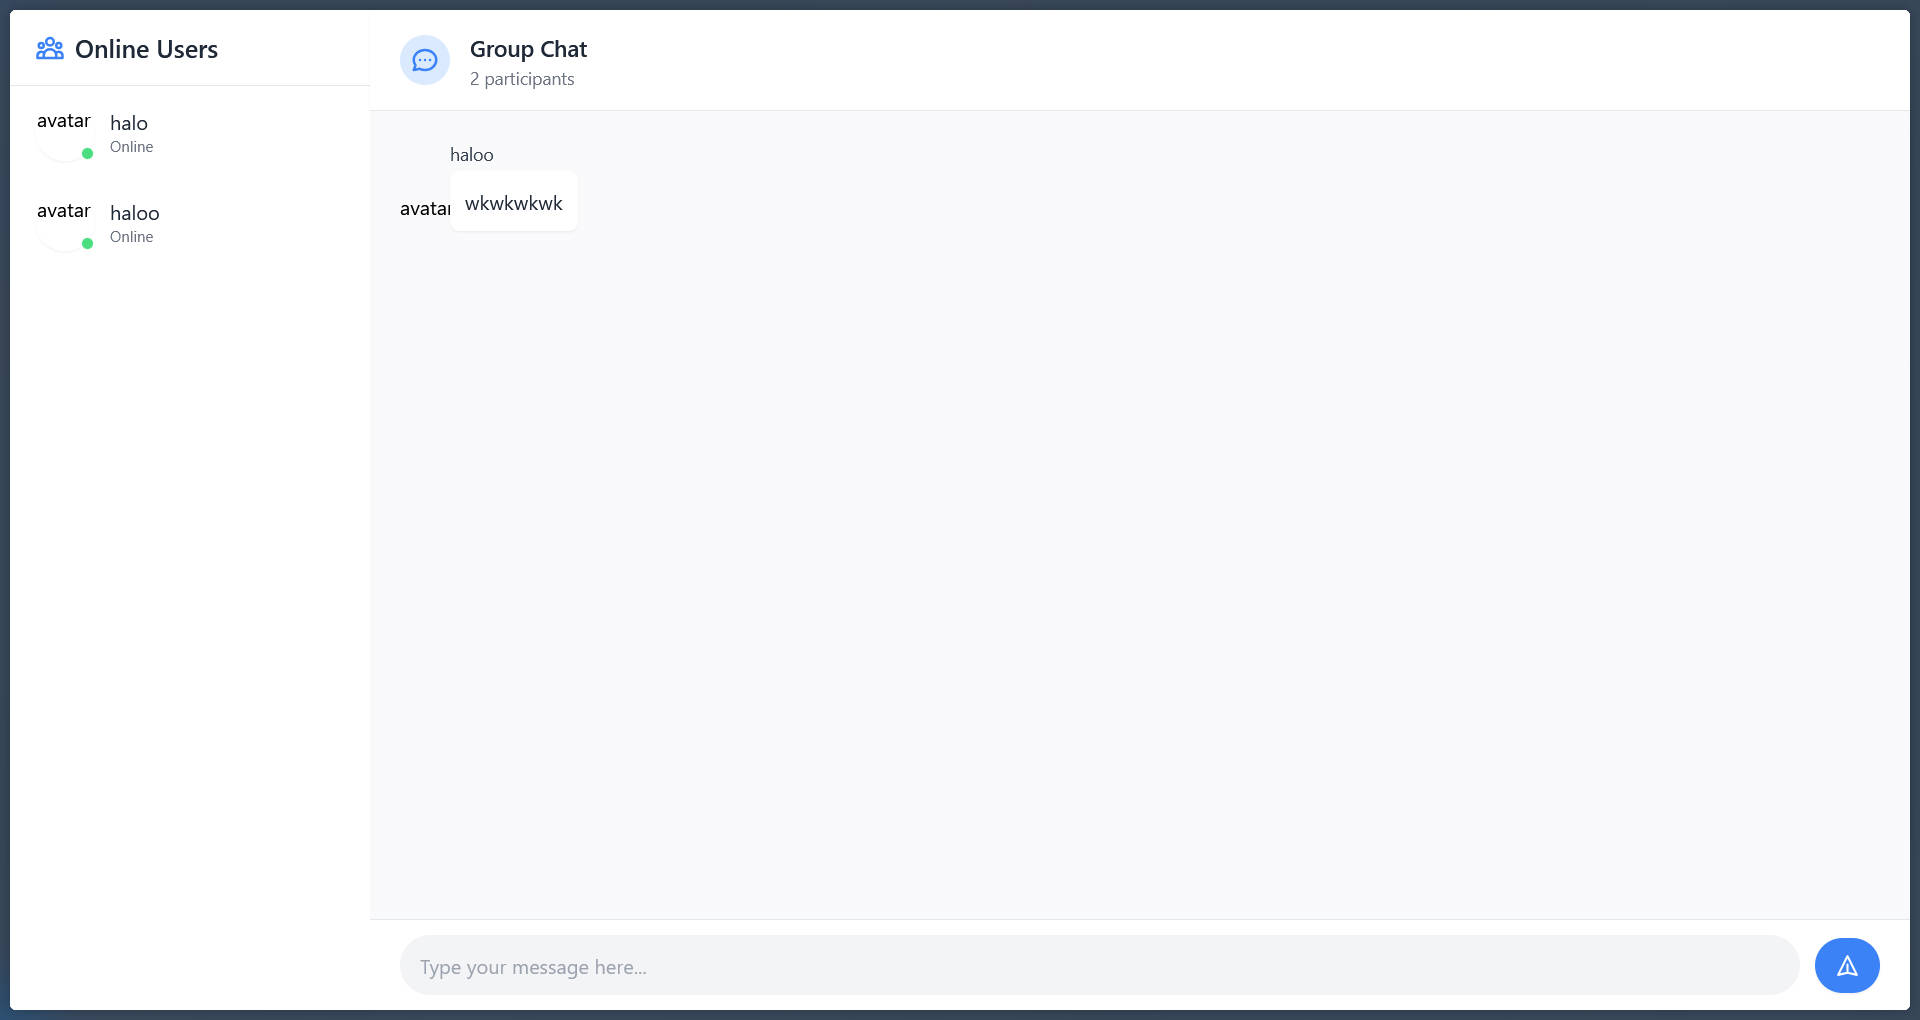 Online Users
avatar
halo
Online
avatar
haloo
Online
Group Chat
2 participants
haloo
avatar
wkwkwkwk
Type your message here...